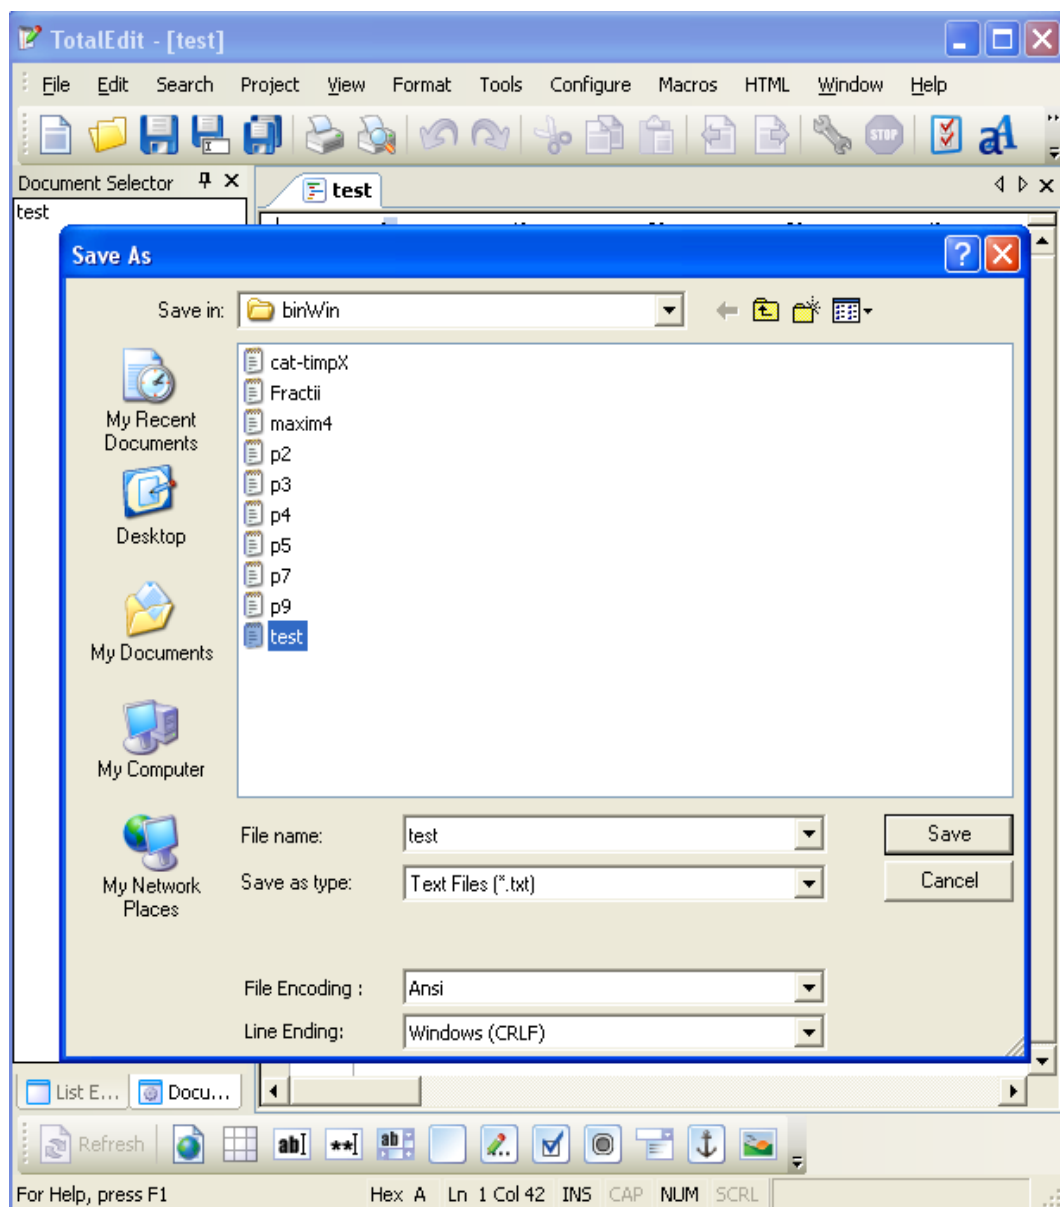 TotalEdit - [test]
File Edit Search Project View Format Tools Configure Macros HTML Window Help
STOP a1
Document Selector
test
test
Save As
Save in: binWin
My Recent Documents
Desktop
My Documents
My Computer
My Network Places
cat-timpX
Fractii
maxim4
p2
p3
p4
p5
p7
p9
test
File name: test Save
Save as type: Text Files (*.txt) Cancel
File Encoding : Ansi
Line Ending: Windows (CRLF)
List E... Docu...
Refresh ab **
For Help, press F1 Hex A Ln 1 Col 42 INS CAP NUM SCRL